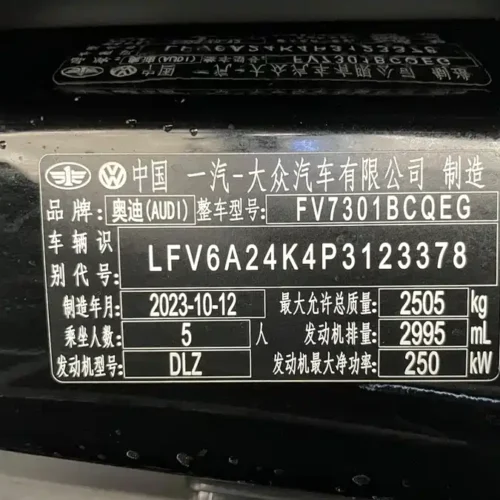 中国 一汽-大众汽车有限公司 制造
品牌: 奥迪(AUDI) 整车型号: FV7301BCQEG
车辆识别代号: LFV6A24K4P3123378
制造年月: 2023-10-12 最大允许总质量: 2505 kg
乘坐人数: 5 人 发动机排量: 2995 mL
发动机型号: DLZ 发动机最大净功率: 250 kW